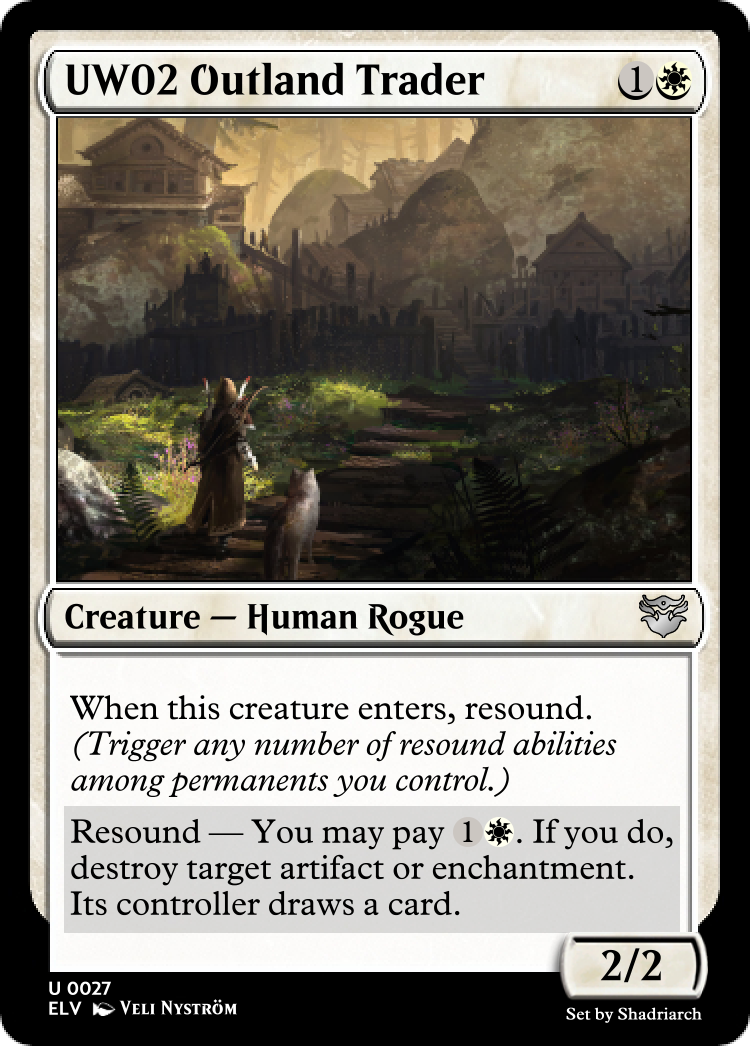 UW02 Outland Trader 1
Creature — Human Rogue
When this creature enters, resound.
(Trigger any number of resound abilities
among permanents you control.)
Resound — You may pay 1. If you do,
destroy target artifact or enchantment.
Its controller draws a card.
2/2
U 0027
ELV VELI NYSTRÖM
Set by Shadriarch